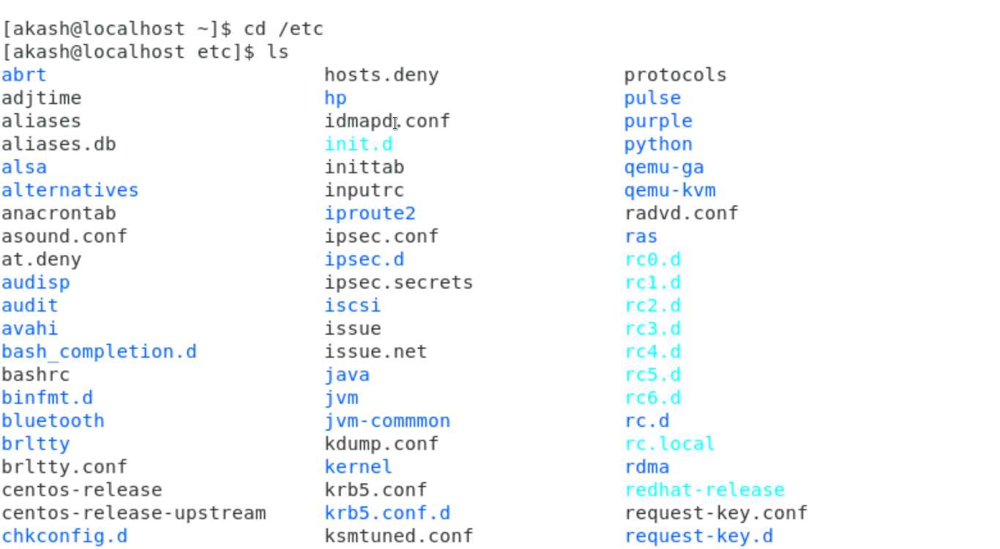 [akash@localhost ~]$ cd /etc
[akash@localhost etc]$ ls
abrt hosts.deny protocols
adjtime hp pulse
aliases idmapd.conf purple
aliases.db init.d python
alsa inittab qemu-ga
alternatives inputrc qemu-kvm
anacrontab iproute2 radvd.conf
asound.conf ipsec.conf ras
at.deny ipsec.d rc0.d
audisp ipsec.secrets rc1.d
audit iscsi rc2.d
avahi issue rc3.d
bash_completion.d issue.net rc4.d
bashrc java rc5.d
binfmt.d jvm rc6.d
bluetooth jvm-commmon rc.d
brltty kdump.conf rc.local
brltty.conf kernel rdma
centos-release krb5.conf redhat-release
centos-release-upstream krb5.conf.d request-key.conf
chkconfig.d ksmtuned.conf request-key.d